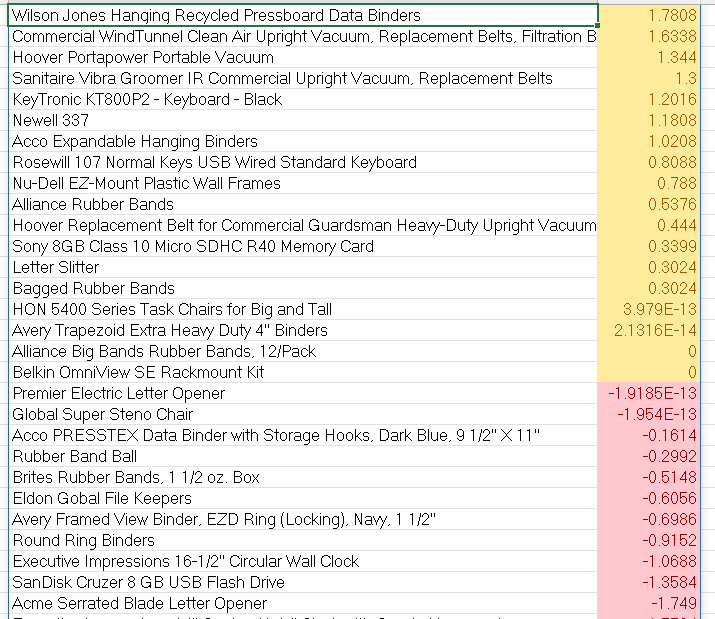 Wilson Jones Hanging Recycled Pressboard Data Binders 1.7808
Commercial WindTunnel Clean Air Upright Vacuum, Replacement Belts, Filtration B 1.6338
Hoover Portapower Portable Vacuum 1.344
Sanitaire Vibra Groomer IR Commercial Upright Vacuum, Replacement Belts 1.3
KeyTronic KT800P2 - Keyboard - Black 1.2016
Newell 337 1.1808
Acco Expandable Hanging Binders 1.0208
Rosewill 107 Normal Keys USB Wired Standard Keyboard 0.8088
Nu-Dell EZ-Mount Plastic Wall Frames 0.788
Alliance Rubber Bands 0.5376
Hoover Replacement Belt for Commercial Guardsman Heavy-Duty Upright Vacuum 0.444
Sony 8GB Class 10 Micro SDHC R40 Memory Card 0.3399
Letter Slitter 0.3024
Bagged Rubber Bands 0.3024
HON 5400 Series Task Chairs for Big and Tall 3.979E-13
Avery Trapezoid Extra Heavy Duty 4" Binders 2.1316E-14
Alliance Big Bands Rubber Bands, 12/Pack 0
Belkin OmniView SE Rackmount Kit 0
Premier Electric Letter Opener -1.9185E-13
Global Super Steno Chair -1.954E-13
Acco PRESSTEX Data Binder with Storage Hooks, Dark Blue, 9 1/2" X 11" -0.1614
Rubber Band Ball -0.2992
Brites Rubber Bands, 1 1/2 oz. Box -0.5148
Eldon Gobal File Keepers -0.6056
Avery Framed View Binder, EZD Ring (Locking), Navy, 1 1/2" -0.6986
Round Ring Binders -0.9152
Executive Impressions 16-1/2" Circular Wall Clock -1.0688
SanDisk Cruzer 8 GB USB Flash Drive -1.3584
Acme Serrated Blade Letter Opener -1.749